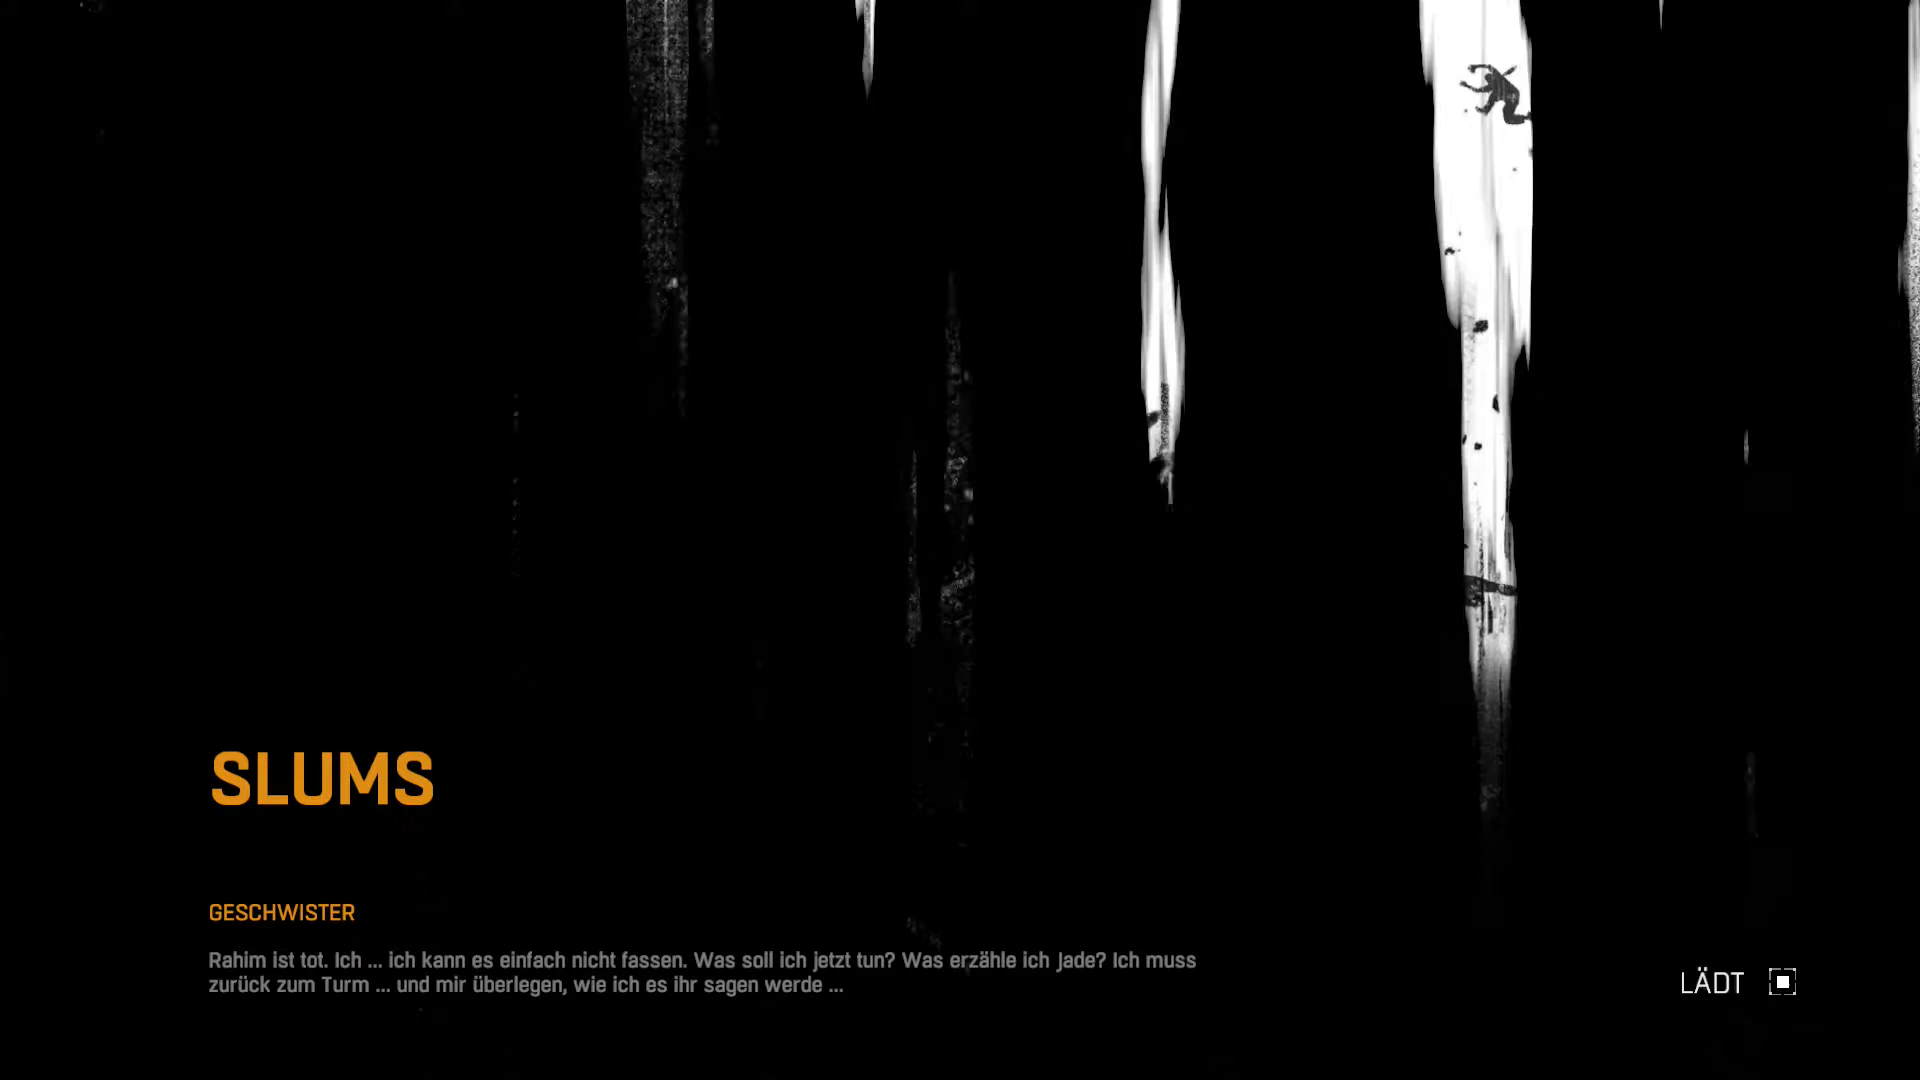 SLUMS
GESCHWISTER
Rahim ist tot. Ich ... ich kann es einfach nicht fassen. Was soll ich jetzt tun? Was erzähle ich Jade? Ich muss
zurück zum Turm ... und mir überlegen, wie ich es ihr sagen werde ...
LÄDT